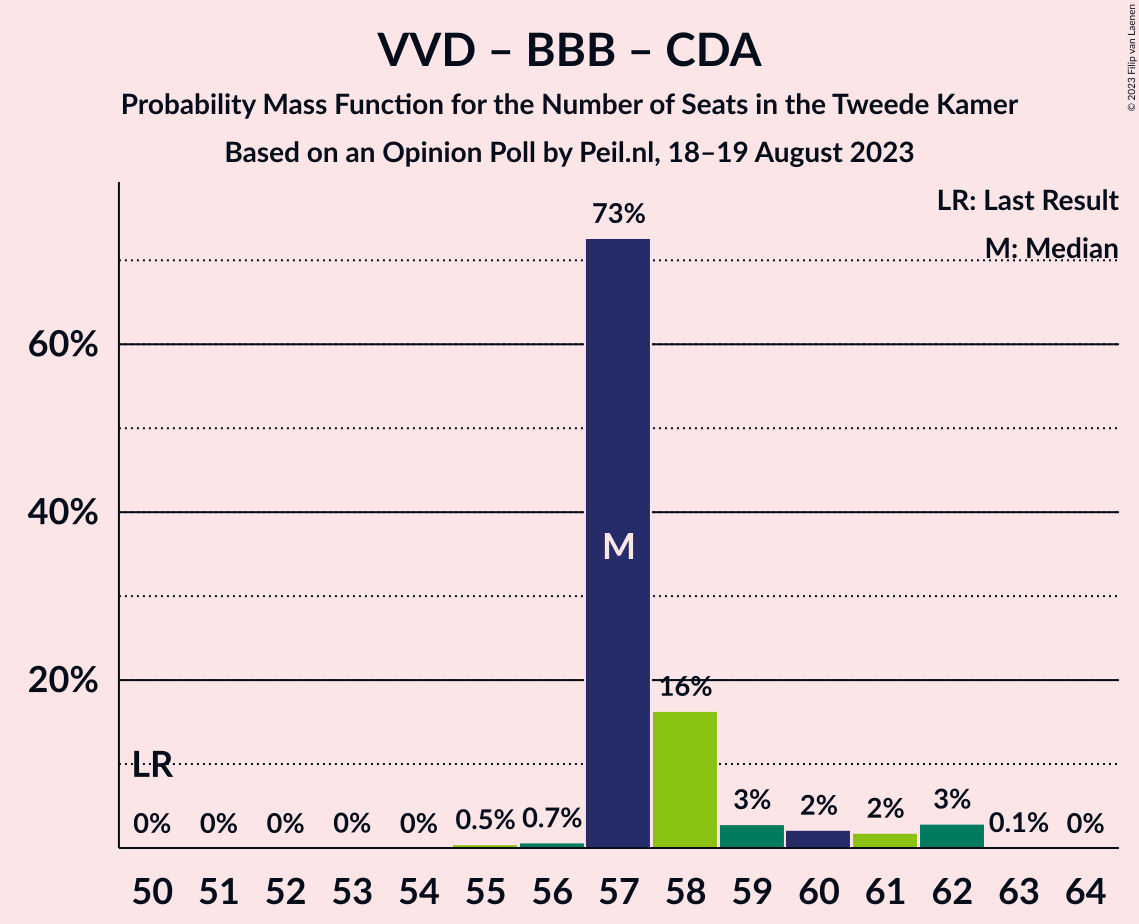 VVD – BBB – CDA
Probability Mass Function for the Number of Seats in the Tweede Kamer
Based on an Opinion Poll by Peil.nl, 18–19 August 2023
© 2023 Filip van Laenen
LR: Last Result
M: Median
73%
60%
M
40%
20%
16%
LR
0% 0% 0% 0% 0% 0.5% 0.7% 3% 2% 2% 3% 0.1% 0%
50 51 52 53 54 55 56 57 58 59 60 61 62 63 64